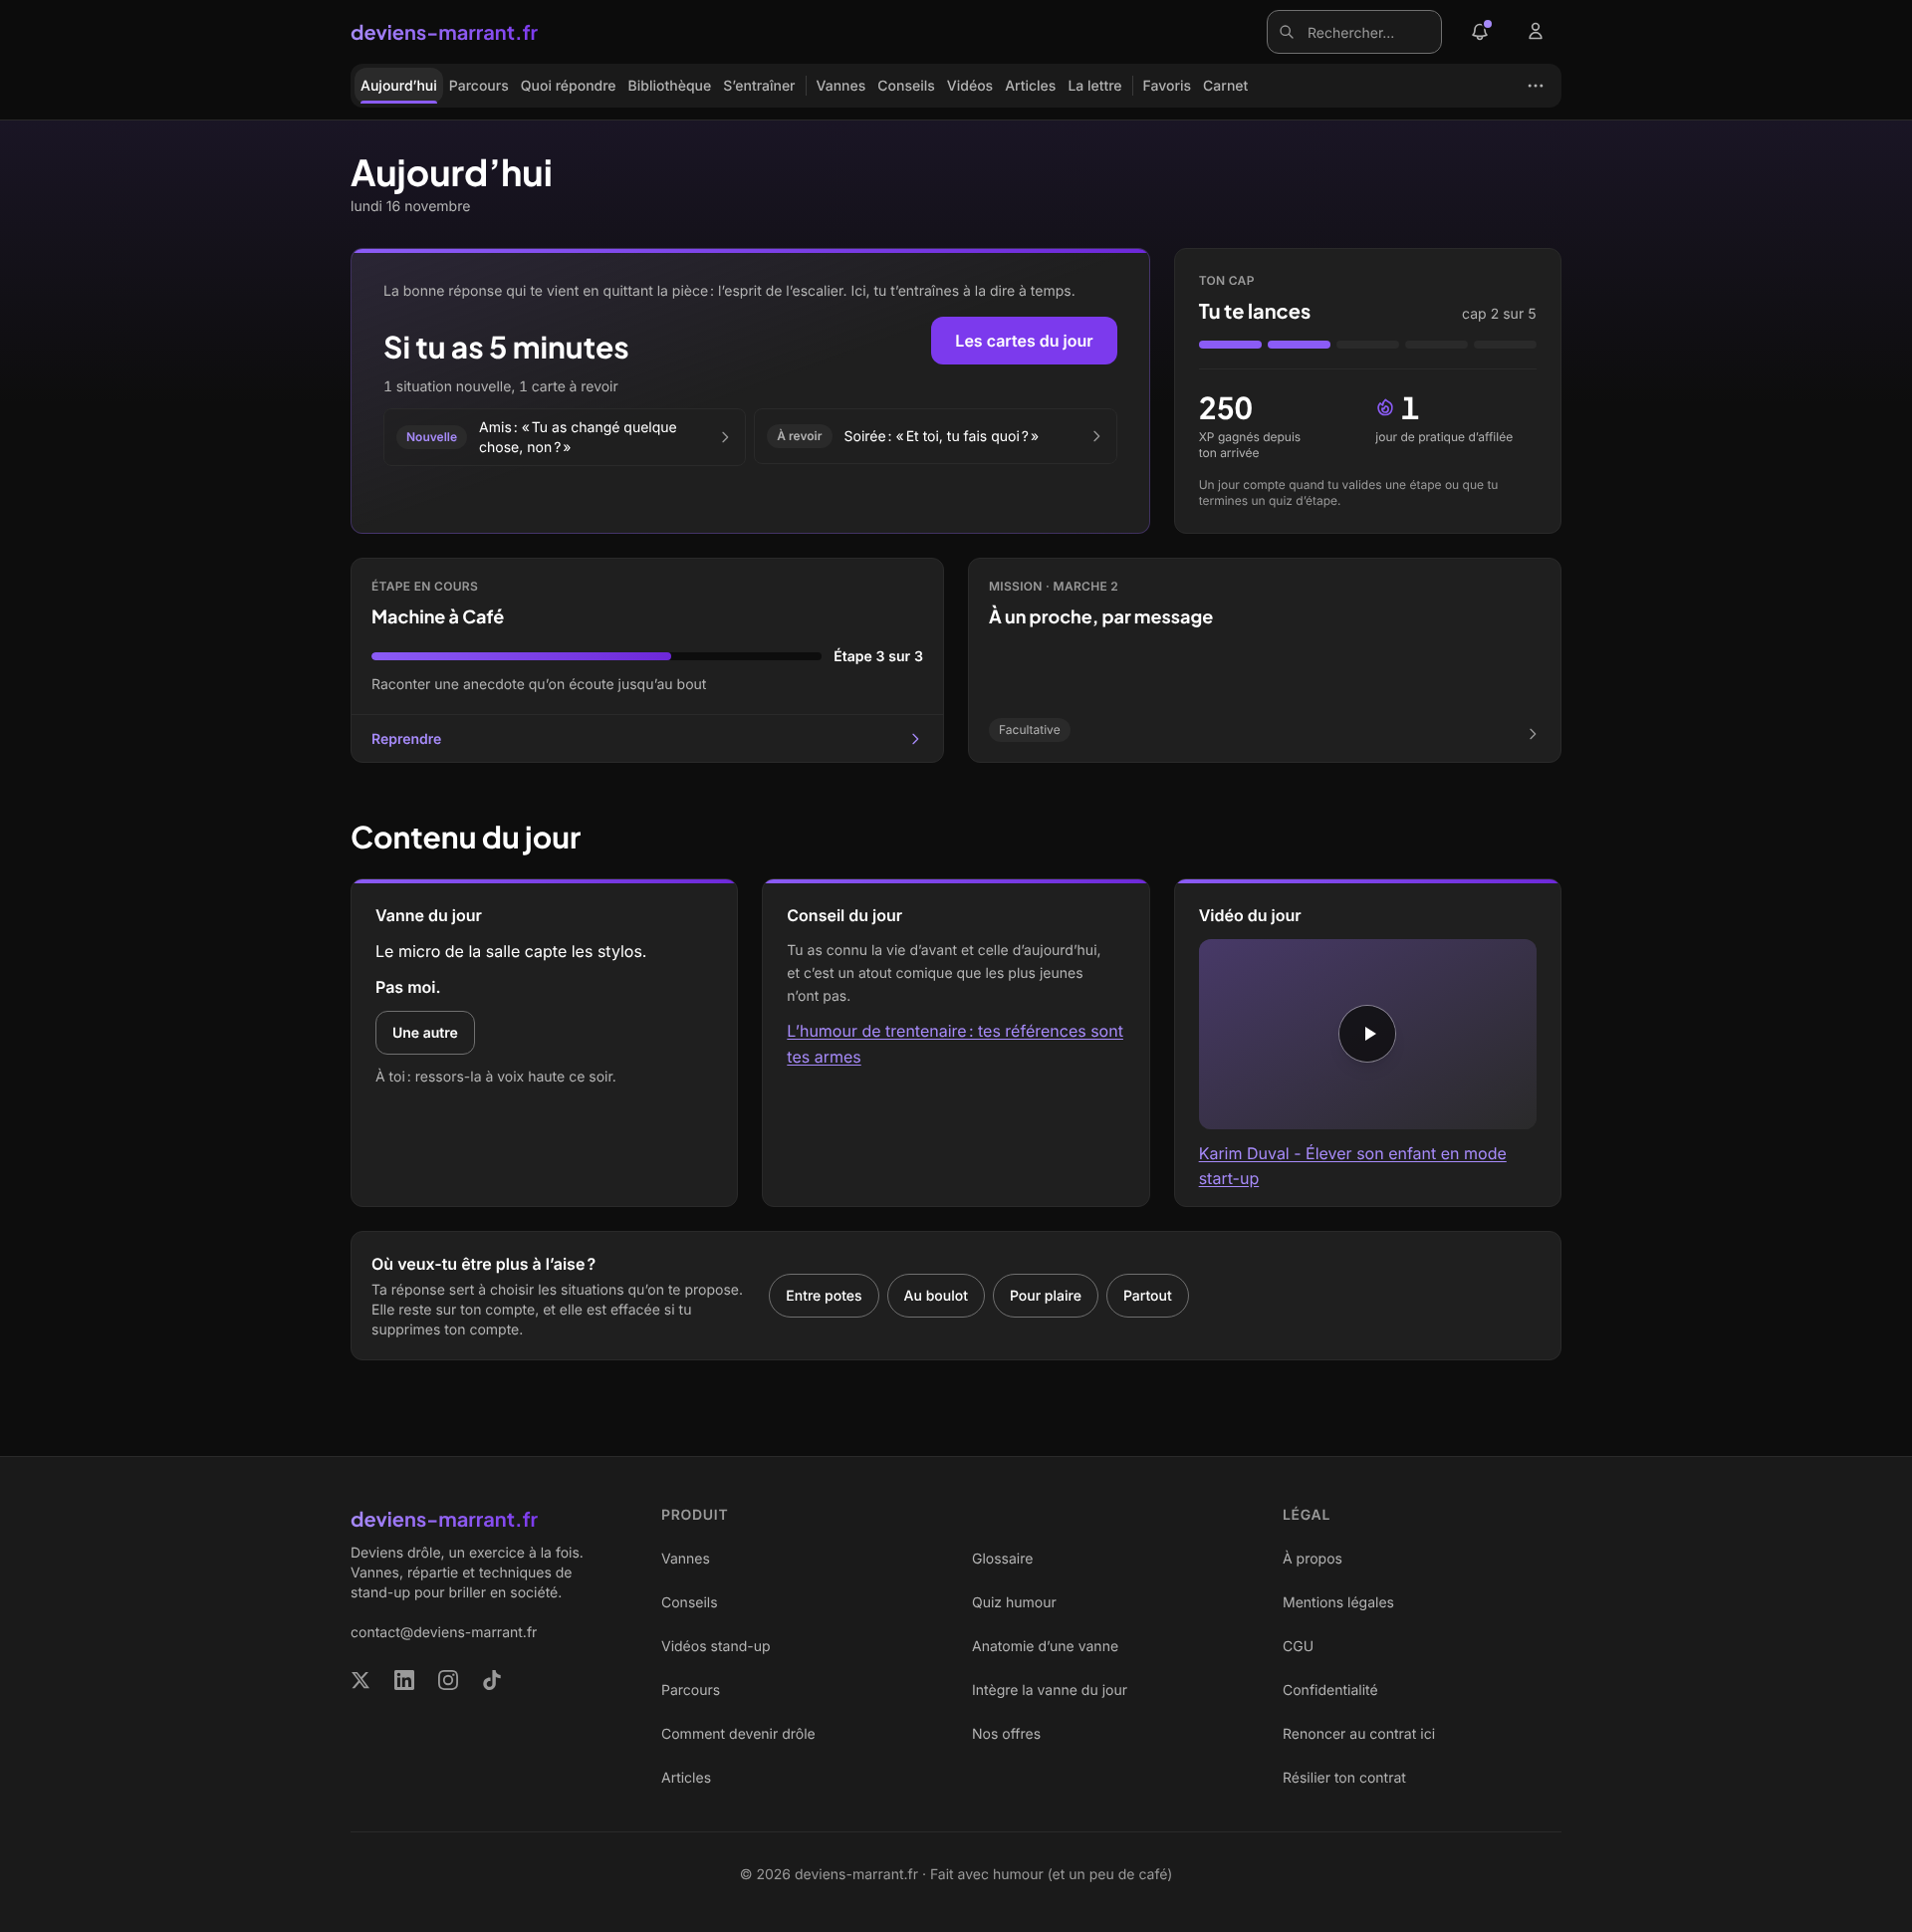 deviens-marrant.fr
Rechercher...
Aujourd’hui Parcours Quoi répondre Bibliothèque S’entraîner Vannes Conseils Vidéos Articles La lettre Favoris Carnet
Aujourd’hui
lundi 16 novembre
La bonne réponse qui te vient en quittant la pièce : l’esprit de l’escalier. Ici, tu t’entraînes à la dire à temps.
Si tu as 5 minutes
Les cartes du jour
1 situation nouvelle, 1 carte à revoir
Nouvelle
Amis : « Tu as changé quelque
chose, non ? »
À revoir
Soirée : « Et toi, tu fais quoi ? »
TON CAP
Tu te lances
cap 2 sur 5
250
XP gagnés depuis
ton arrivée
1
jour de pratique d’affilée
Un jour compte quand tu valides une étape ou que tu
termines un quiz d’étape.
ÉTAPE EN COURS
Machine à Café
Étape 3 sur 3
Raconter une anecdote qu’on écoute jusqu’au bout
Reprendre
MISSION · MARCHE 2
À un proche, par message
Facultative
Contenu du jour
Vanne du jour
Le micro de la salle capte les stylos.
Pas moi.
Une autre
À toi : ressors-la à voix haute ce soir.
Conseil du jour
Tu as connu la vie d’avant et celle d’aujourd’hui,
et c’est un atout comique que les plus jeunes
n’ont pas.
L’humour de trentenaire : tes références sont
tes armes
Vidéo du jour
Karim Duval - Élever son enfant en mode
start-up
Où veux-tu être plus à l’aise ?
Ta réponse sert à choisir les situations qu’on te propose.
Elle reste sur ton compte, et elle est effacée si tu
supprimes ton compte.
Entre potes
Au boulot
Pour plaire
Partout
deviens-marrant.fr
Deviens drôle, un exercice à la fois.
Vannes, répartie et techniques de
stand-up pour briller en société.
contact@deviens-marrant.fr
PRODUIT
Vannes
Conseils
Vidéos stand-up
Parcours
Comment devenir drôle
Articles
Glossaire
Quiz humour
Anatomie d’une vanne
Intègre la vanne du jour
Nos offres
LÉGAL
À propos
Mentions légales
CGU
Confidentialité
Renoncer au contrat ici
Résilier ton contrat
© 2026 deviens-marrant.fr · Fait avec humour (et un peu de café)